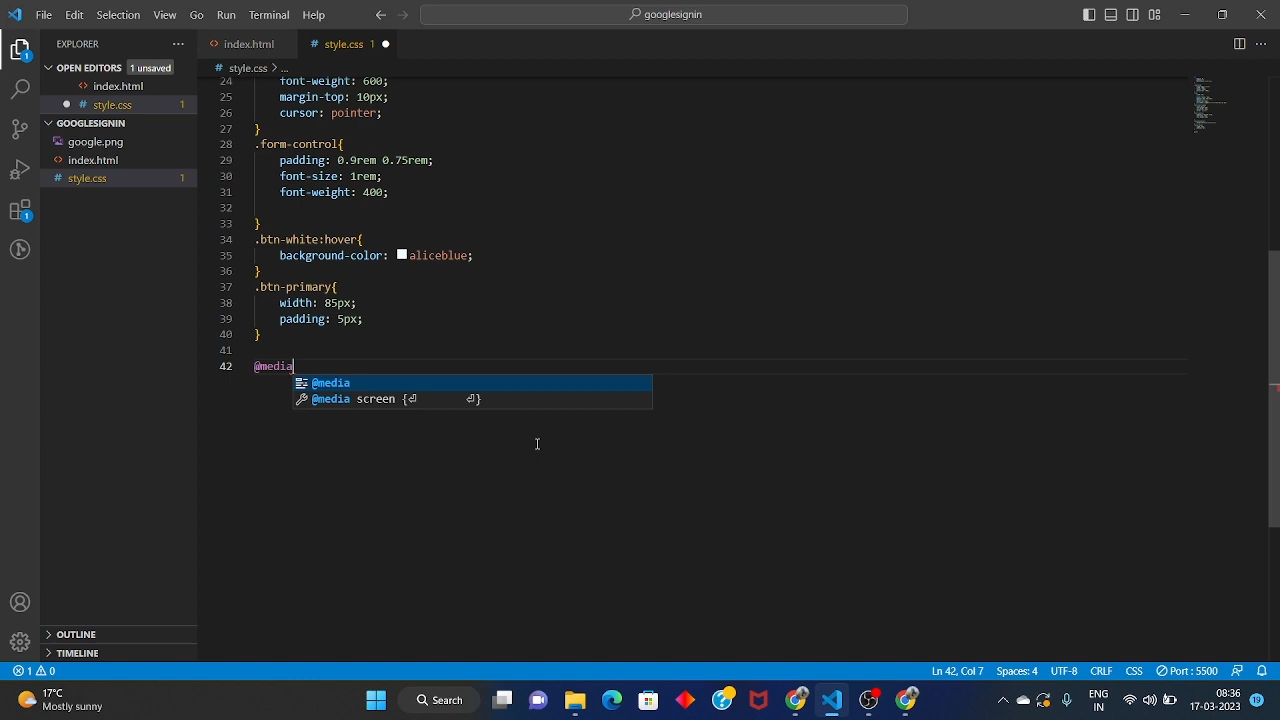 File Edit Selection View Go Run Terminal Help
googlesignin
EXPLORER
index.html
style.css 1
OPEN EDITORS 1 unsaved
style.css > ...
index.html
style.css 1
GOOGLESIGNIN
google.png
index.html
style.css 1
24 font-weight: 600;
25 margin-top: 10px;
26 cursor: pointer;
27 }
28 .form-control{
29 padding: 0.9rem 0.75rem;
30 font-size: 1rem;
31 font-weight: 400;
32
33 }
34 .btn-white:hover{
35 background-color: aliceblue;
36 }
37 .btn-primary{
38 width: 85px;
39 padding: 5px;
40 }
41
42 @media
@media
@media screen {⏎ ⏎}
1
1
OUTLINE
TIMELINE
1 0
Ln 42, Col 7 Spaces: 4 UTF-8 CRLF CSS Port : 5500
17°C
Mostly sunny
Search
ENG
IN
08:36
17-03-2023
19